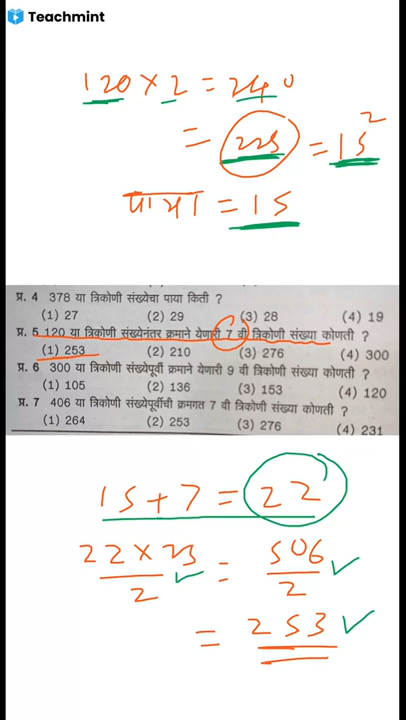 Teachmint
120 × 2 = 240
= 225 = 15²
पाया = 15
प्र. 4 378 या त्रिकोणी संख्येचा पाया किती ?
(1) 27 (2) 29 (3) 28 (4) 19
प्र. 5 120 या त्रिकोणी संख्येनंतर क्रमाने येणारी 7 वी त्रिकोणी संख्या कोणती ?
(1) 253 (2) 210 (3) 276 (4) 300
प्र. 6 300 या त्रिकोणी संख्येपूर्वी क्रमाने येणारी 9 वी त्रिकोणी संख्या कोणती ?
(1) 105 (2) 136 (3) 153 (4) 120
प्र. 7 406 या त्रिकोणी संख्येपूर्वीची क्रमगत 7 वी त्रिकोणी संख्या कोणती ?
(1) 264 (2) 253 (3) 276 (4) 231
15 + 7 = 22
22 × 23 / 2 = 506 / 2
= 253